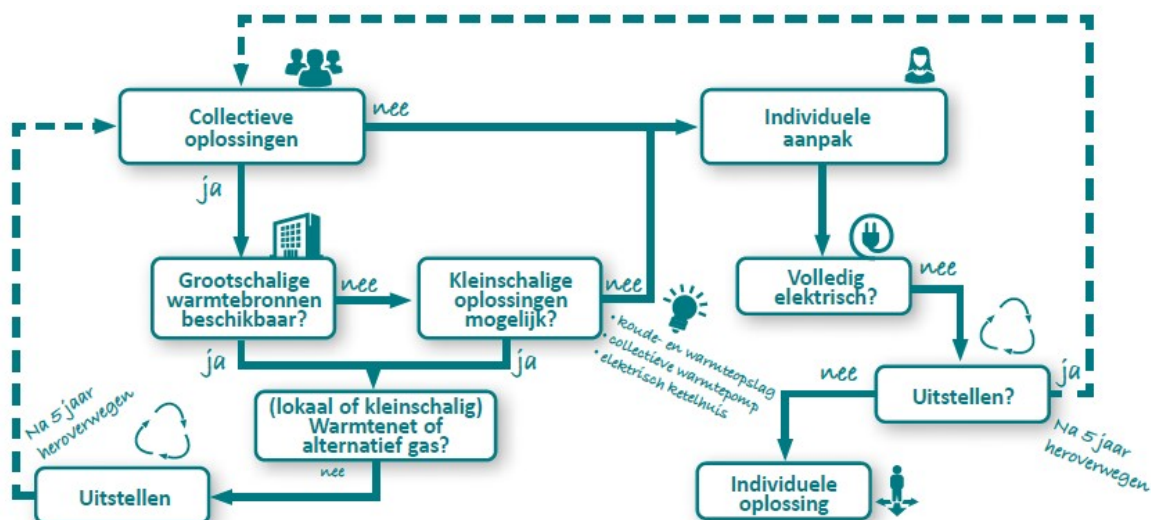 Collectieve
oplossingen
nee
Individuele
aanpak
ja
Grootschalige
warmtebronnen
beschikbaar?
nee
Kleinschalige
oplossingen
mogelijk?
nee
• koude- en warmteopslag
• collectieve warmtepomp
• elektrisch ketelhuis
Volledig
elektrisch?
nee
ja
ja
(lokaal of kleinschalig)
Warmtenet of
alternatief gas?
nee
Uitstellen
Na 5 jaar
heroverwegen
nee
Uitstellen?
ja
Na 5 jaar
heroverwegen
Individuele
oplossing